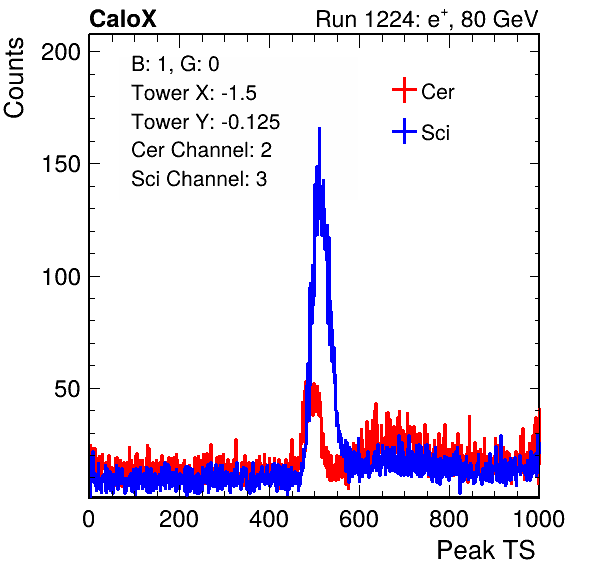 CaloX Run 1224: e⁺, 80 GeV
Counts
200
150
100
50
B: 1, G: 0
Tower X: -1.5
Tower Y: -0.125
Cer Channel: 2
Sci Channel: 3
Cer
Sci
0 200 400 600 800 1000
Peak TS